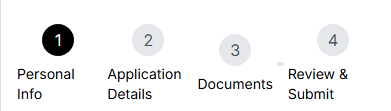 1 2 3 4
Personal Info
Application Details
Documents
Review & Submit